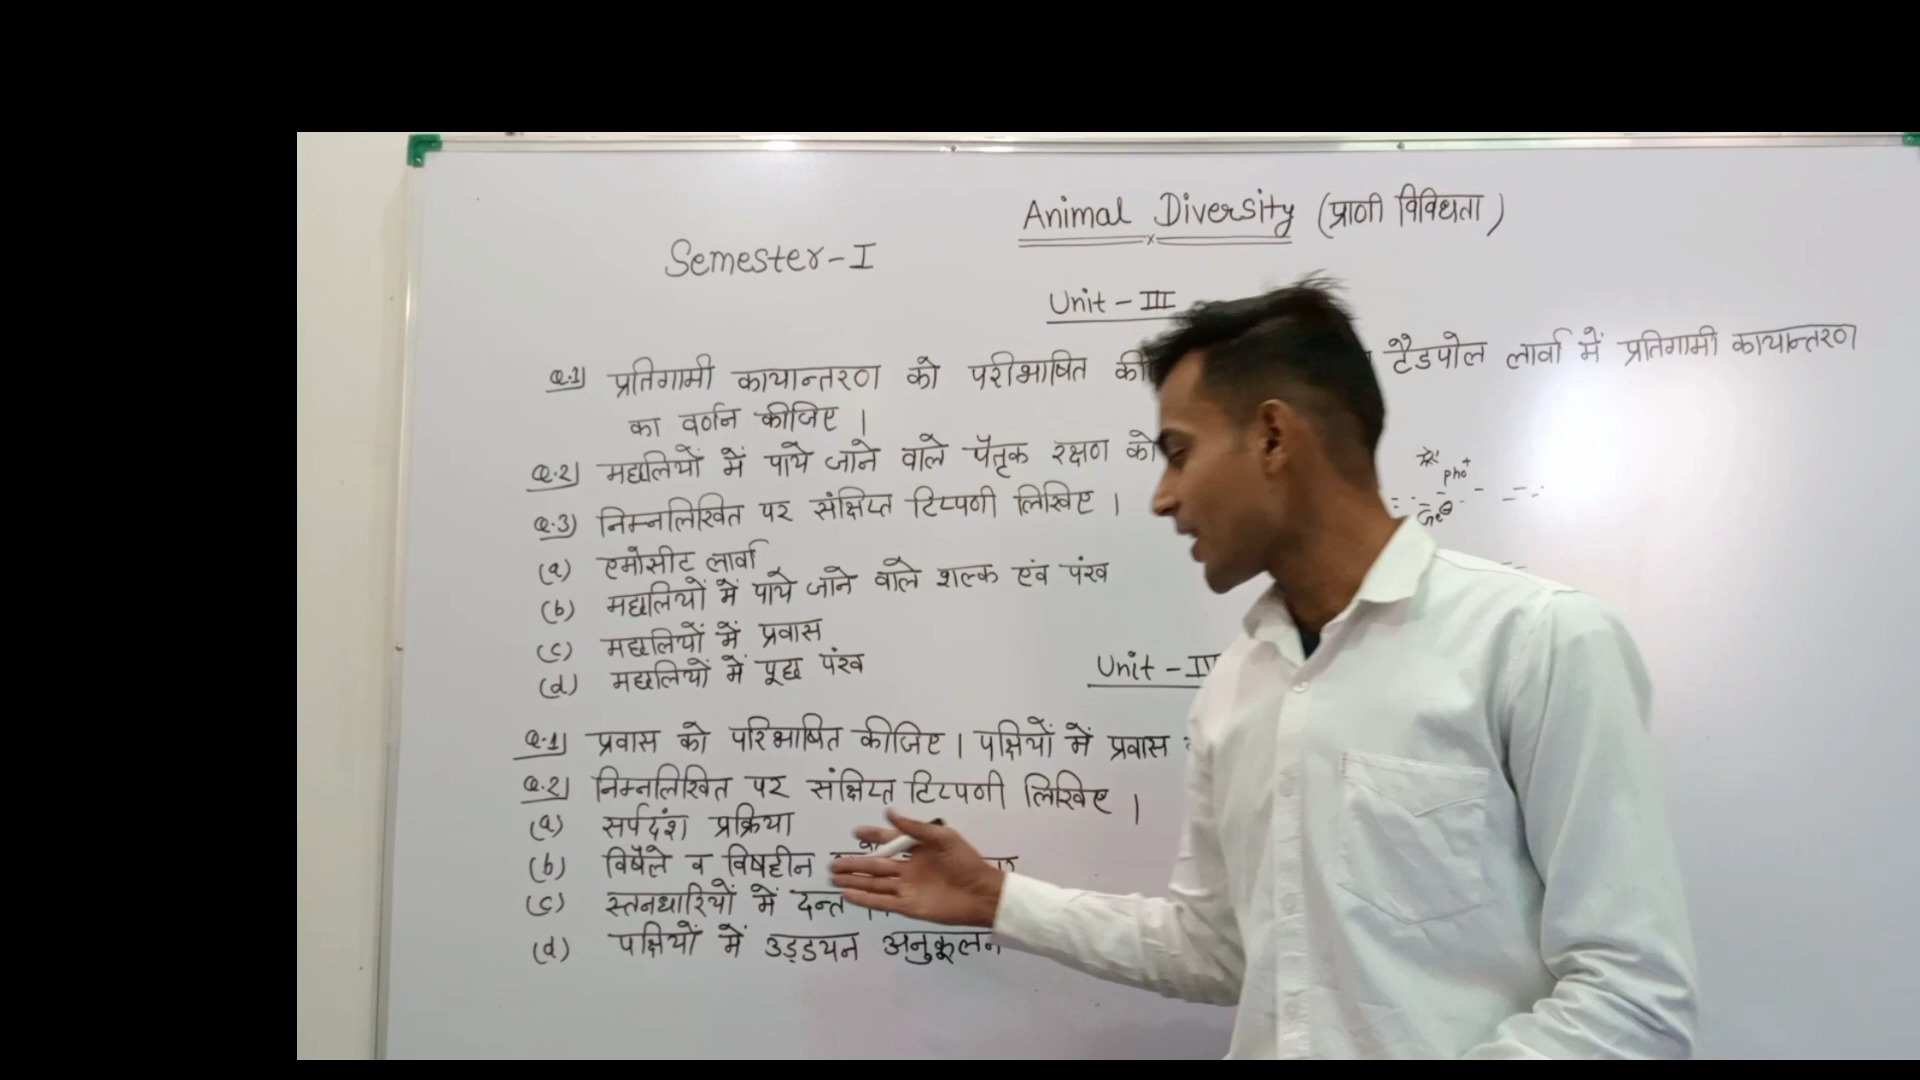 Animal Diversity (प्राणी विविधता)
Semester-I
Unit - III
Q.1) प्रतिगामी कायान्तरण को परीभाषित टैडपोल लार्वा में प्रतिगामी कायान्तरण
का वर्णन कीजिए ।
Q.2) मछलियों में पाये जाने वाले पैतृक रक्षण को
Q.3) निम्नलिखित पर संक्षिप्त टिप्पणी लिखिए ।
(a) एमोसीट लार्वा
(b) मछलियों में पाये जाने वाले शल्क एंव पंख
(c) मछलियों में प्रवास
(d) मछलियों में पूछ पंख
Unit - IV
Q.1) प्रवास को परिभाषित कीजिए । पक्षियों में प्रवास
Q.2) निम्नलिखित पर संक्षिप्त टिप्पणी लिखिए ।
(a) सर्पदंश प्रक्रिया
(b) विषैले व विषहीन
(c) स्तनधारियों में दन्त
(d) पक्षियों में उड्डयन अनुकूलन